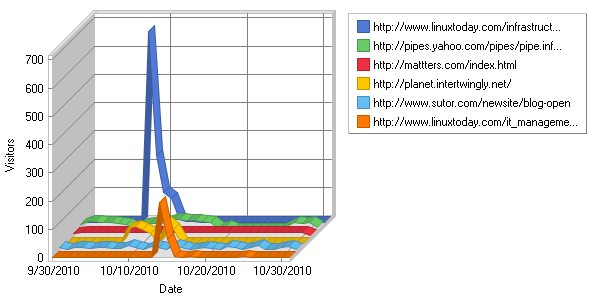 700
600
500
400
300
200
100
0
Visitors
9/30/2010 10/10/2010 10/20/2010 10/30/2010
Date
http://www.linuxtoday.com/infrastruct...
http://pipes.yahoo.com/pipes/pipe.inf...
http://mattters.com/index.html
http://planet.intertwingly.net/
http://www.sutor.com/newsite/blog-open
http://www.linuxtoday.com/it_manageme...